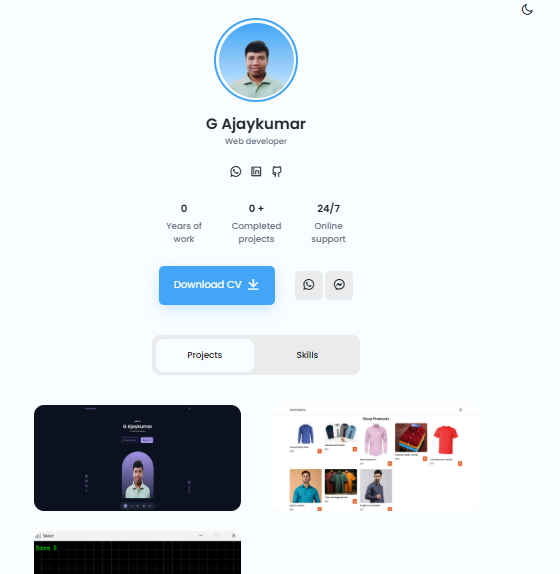 G Ajaykumar
Web developer
0
0 +
24/7
Years of
work
Completed
projects
Online
support
Download CV
Projects
Skills
G Ajaykumar
Shop Products
Snake
Score 0